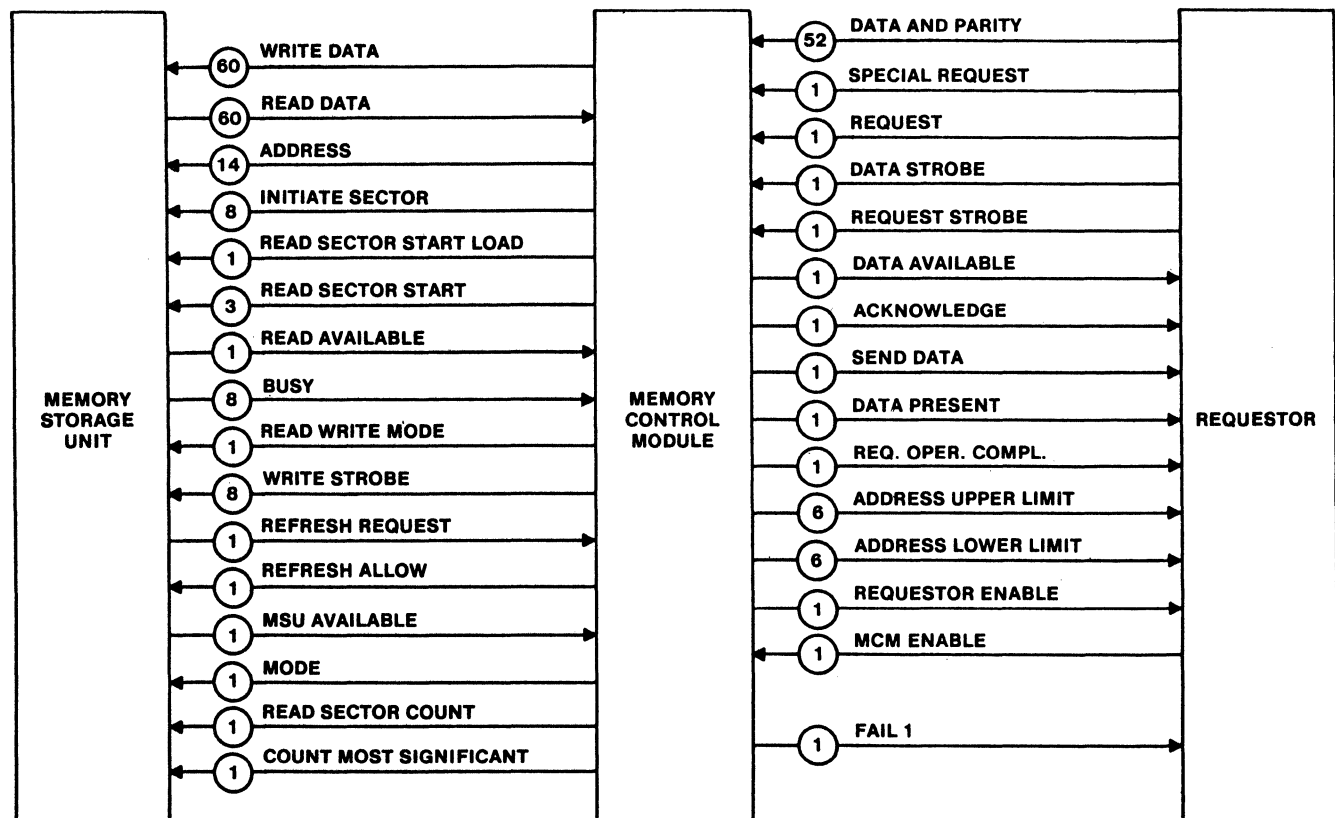 WRITE DATA
60
READ DATA
60
ADDRESS
14
INITIATE SECTOR
8
READ SECTOR START LOAD
1
READ SECTOR START
3
READ AVAILABLE
1
BUSY
8
READ WRITE MODE
1
WRITE STROBE
8
REFRESH REQUEST
1
REFRESH ALLOW
1
MSU AVAILABLE
1
MODE
1
READ SECTOR COUNT
1
COUNT MOST SIGNIFICANT
1
MEMORY
STORAGE
UNIT
MEMORY
CONTROL
MODULE
DATA AND PARITY
52
SPECIAL REQUEST
1
REQUEST
1
DATA STROBE
1
REQUEST STROBE
1
DATA AVAILABLE
1
ACKNOWLEDGE
1
SEND DATA
1
DATA PRESENT
1
REQ. OPER. COMPL.
1
ADDRESS UPPER LIMIT
6
ADDRESS LOWER LIMIT
6
REQUESTOR ENABLE
1
MCM ENABLE
1
FAIL 1
1
REQUESTOR